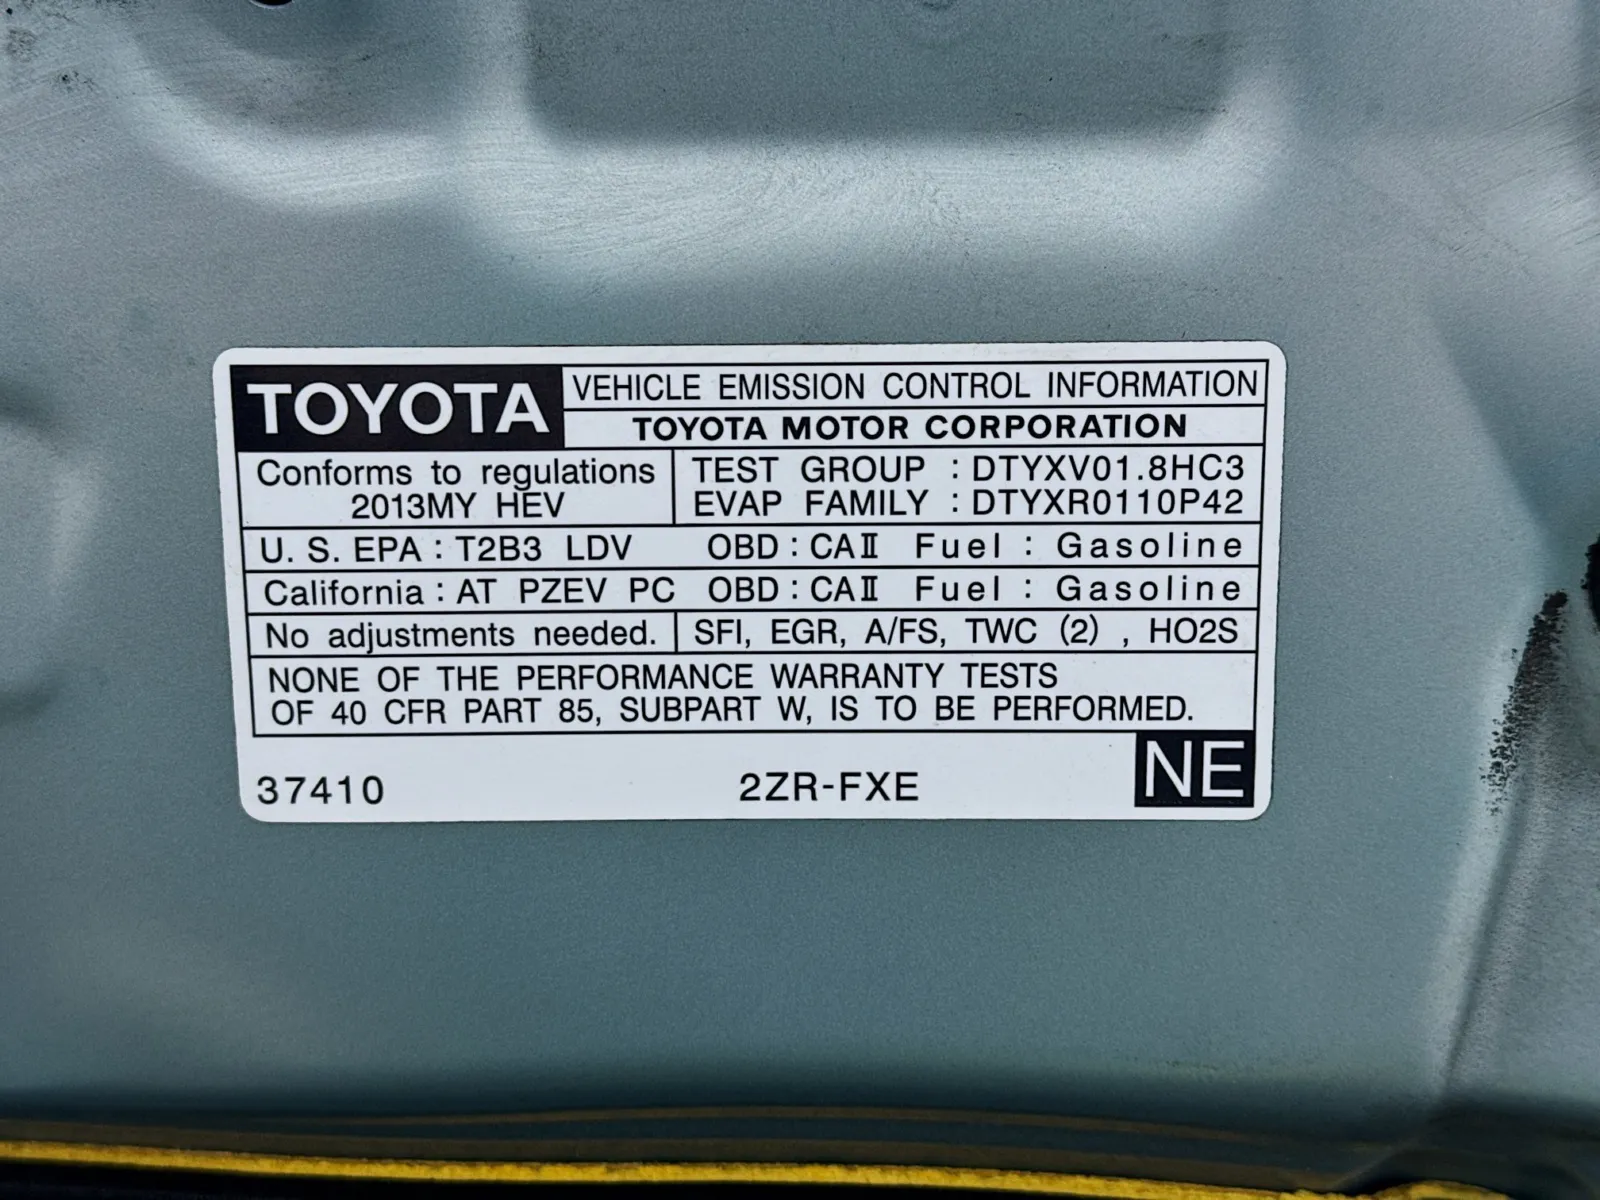 TOYOTA VEHICLE EMISSION CONTROL INFORMATION
TOYOTA MOTOR CORPORATION
Conforms to regulations
2013MY HEV
TEST GROUP : DTYXV01.8HC3
EVAP FAMILY : DTYXR0110P42
U. S. EPA : T2B3 LDV OBD : CAⅡ Fuel : Gasoline
California : AT PZEV PC OBD : CAⅡ Fuel : Gasoline
No adjustments needed. SFI, EGR, A/FS, TWC (2) , HO2S
NONE OF THE PERFORMANCE WARRANTY TESTS
OF 40 CFR PART 85, SUBPART W, IS TO BE PERFORMED.
37410 2ZR-FXE NE